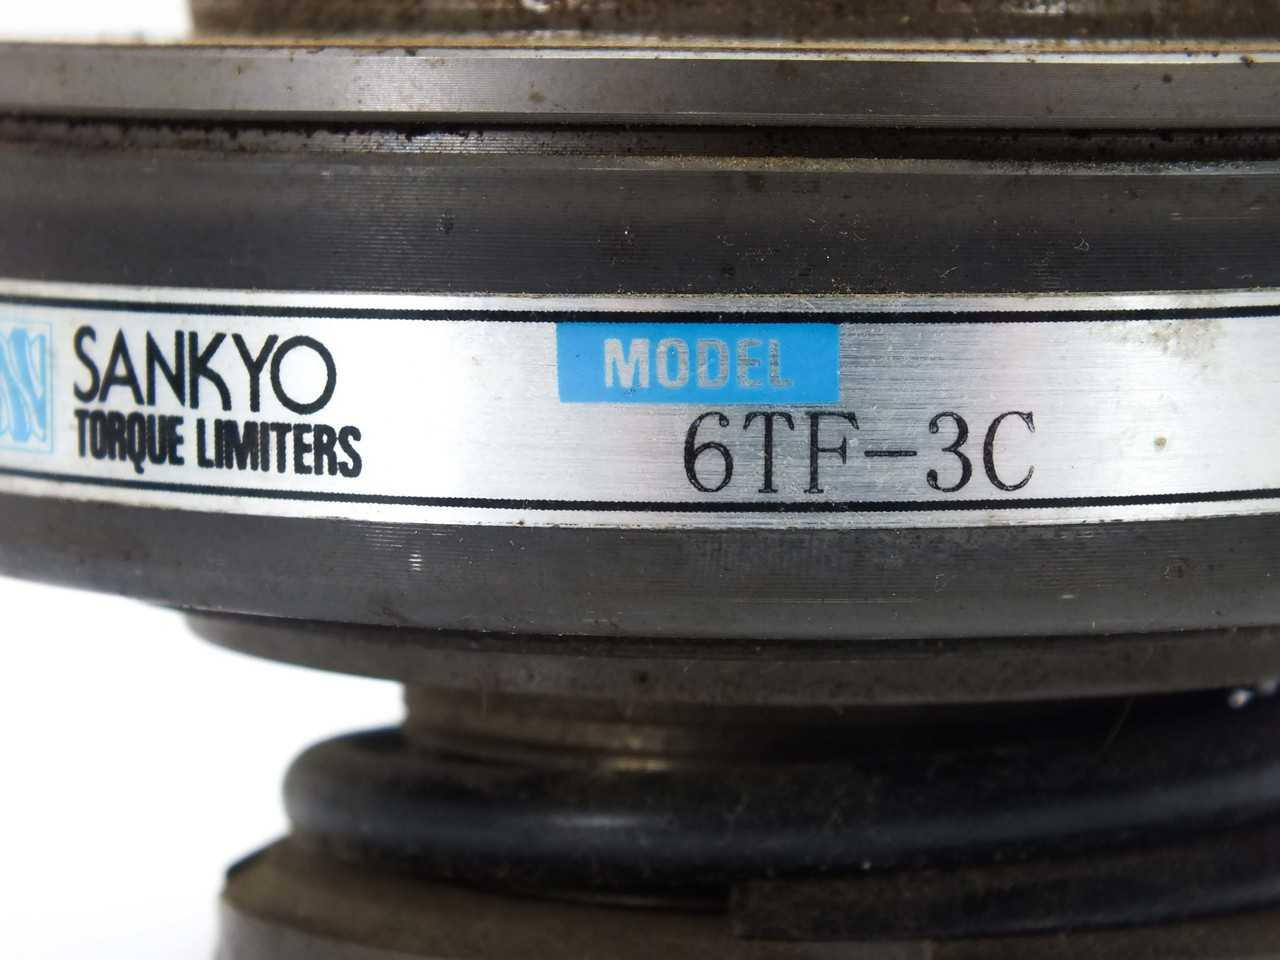 SANKYO
TORQUE LIMITERS
MODEL
6TF-3C